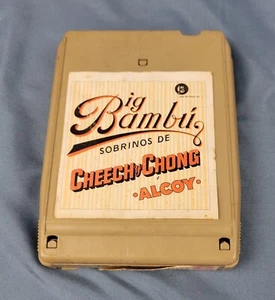 Big
Bambú
SOBRINOS DE
CHEECH y CHONG
·ALCOY·